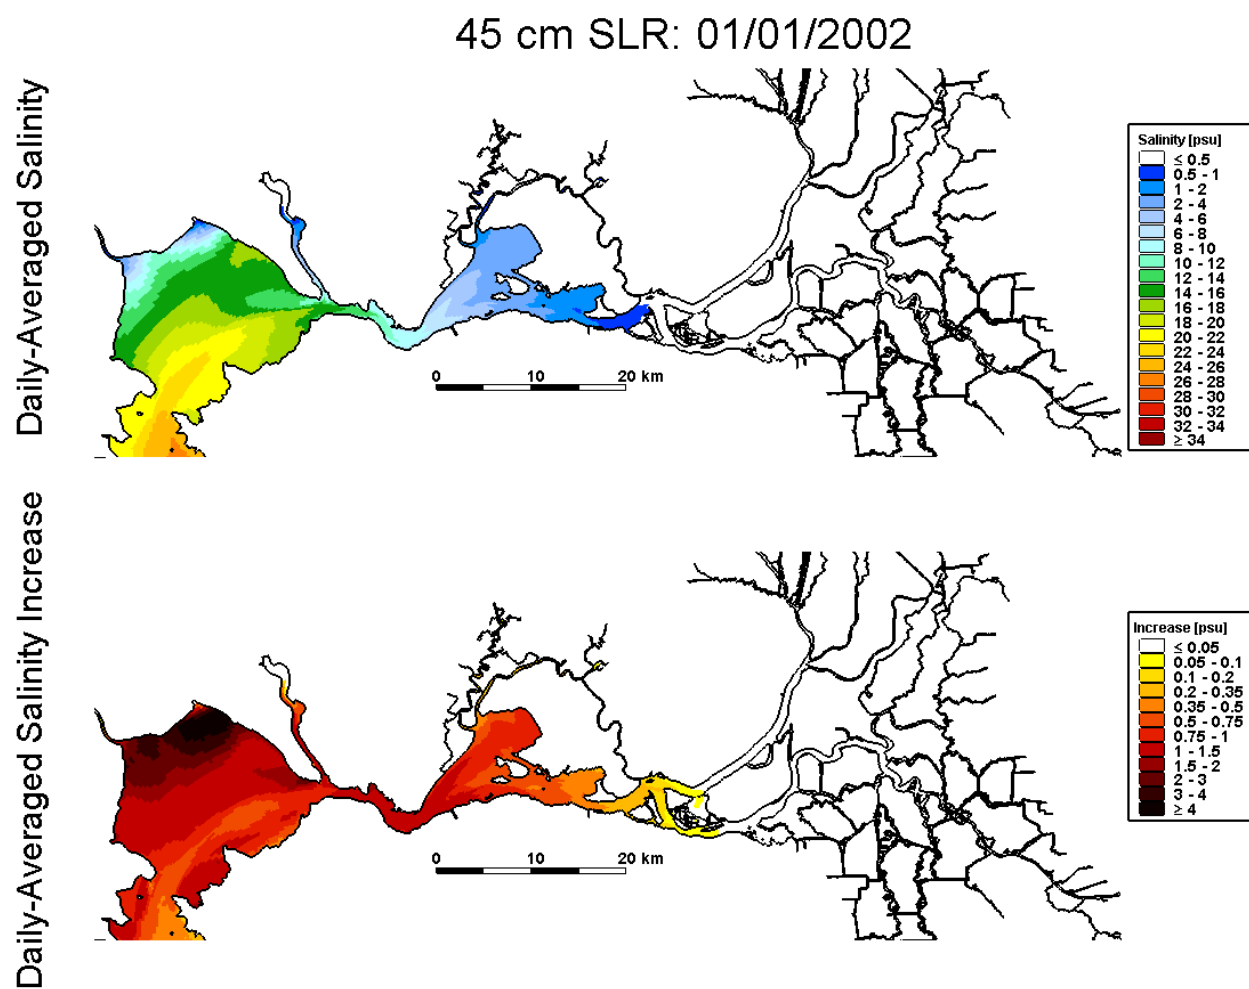 45 cm SLR: 01/01/2002
Daily-Averaged Salinity
0 10 20 km
Salinity [psu]
≤ 0.5
0.5 - 1
1 - 2
2 - 4
4 - 6
6 - 8
8 - 10
10 - 12
12 - 14
14 - 16
16 - 18
18 - 20
20 - 22
22 - 24
24 - 26
26 - 28
28 - 30
30 - 32
32 - 34
≥ 34
Daily-Averaged Salinity Increase
0 10 20 km
Increase [psu]
≤ 0.05
0.05 - 0.1
0.1 - 0.2
0.2 - 0.35
0.35 - 0.5
0.5 - 0.75
0.75 - 1
1 - 1.5
1.5 - 2
2 - 3
3 - 4
≥ 4